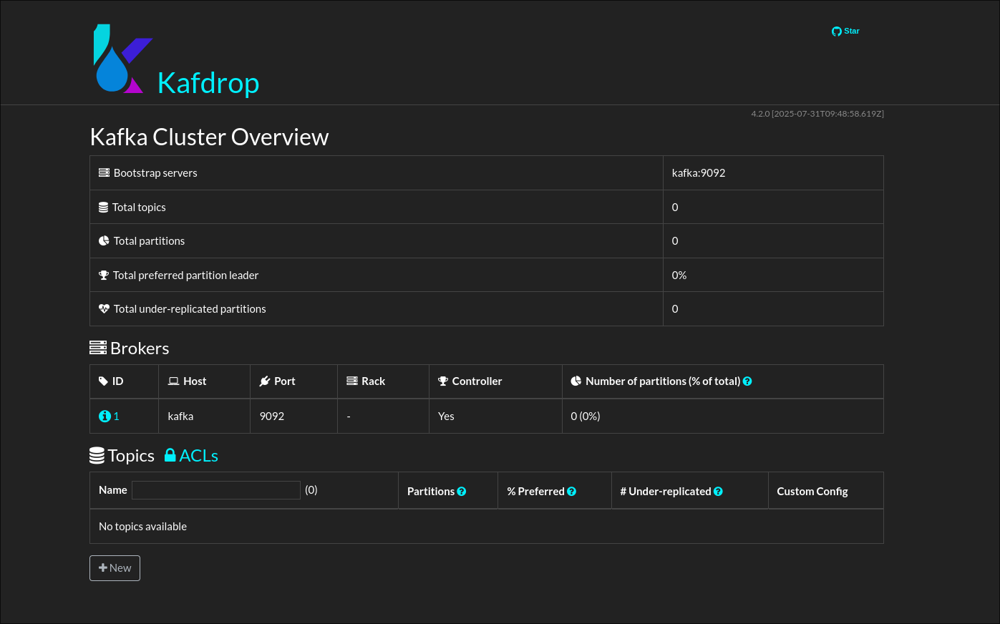 Star
Kafdrop
4.2.0 [2025-07-31T09:48:58.619Z]
Kafka Cluster Overview
Bootstrap servers kafka:9092
Total topics 0
Total partitions 0
Total preferred partition leader 0%
Total under-replicated partitions 0
Brokers
ID Host Port Rack Controller Number of partitions (% of total)
1 kafka 9092 - Yes 0 (0%)
Topics ACLs
Name (0) Partitions % Preferred # Under-replicated Custom Config
No topics available
New